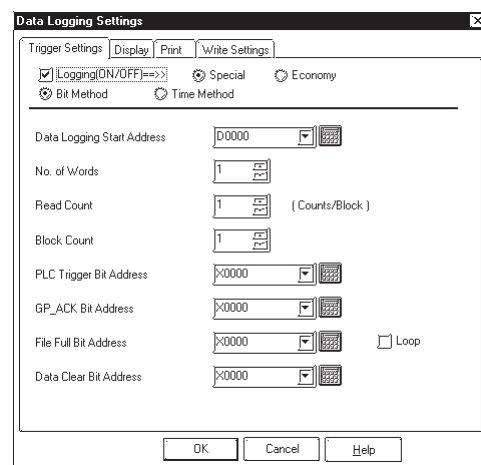 Data Logging Settings
Trigger Settings Display Print Write Settings
Logging(ON/OFF)==>> Special Economy
Bit Method Time Method
Data Logging Start Address D0000
No. of Words 1
Read Count 1 ( Counts/Block )
Block Count 1
PLC Trigger Bit Address X0000
GP_ACK Bit Address X0000
File Full Bit Address X0000 Loop
Data Clear Bit Address X0000
OK Cancel Help